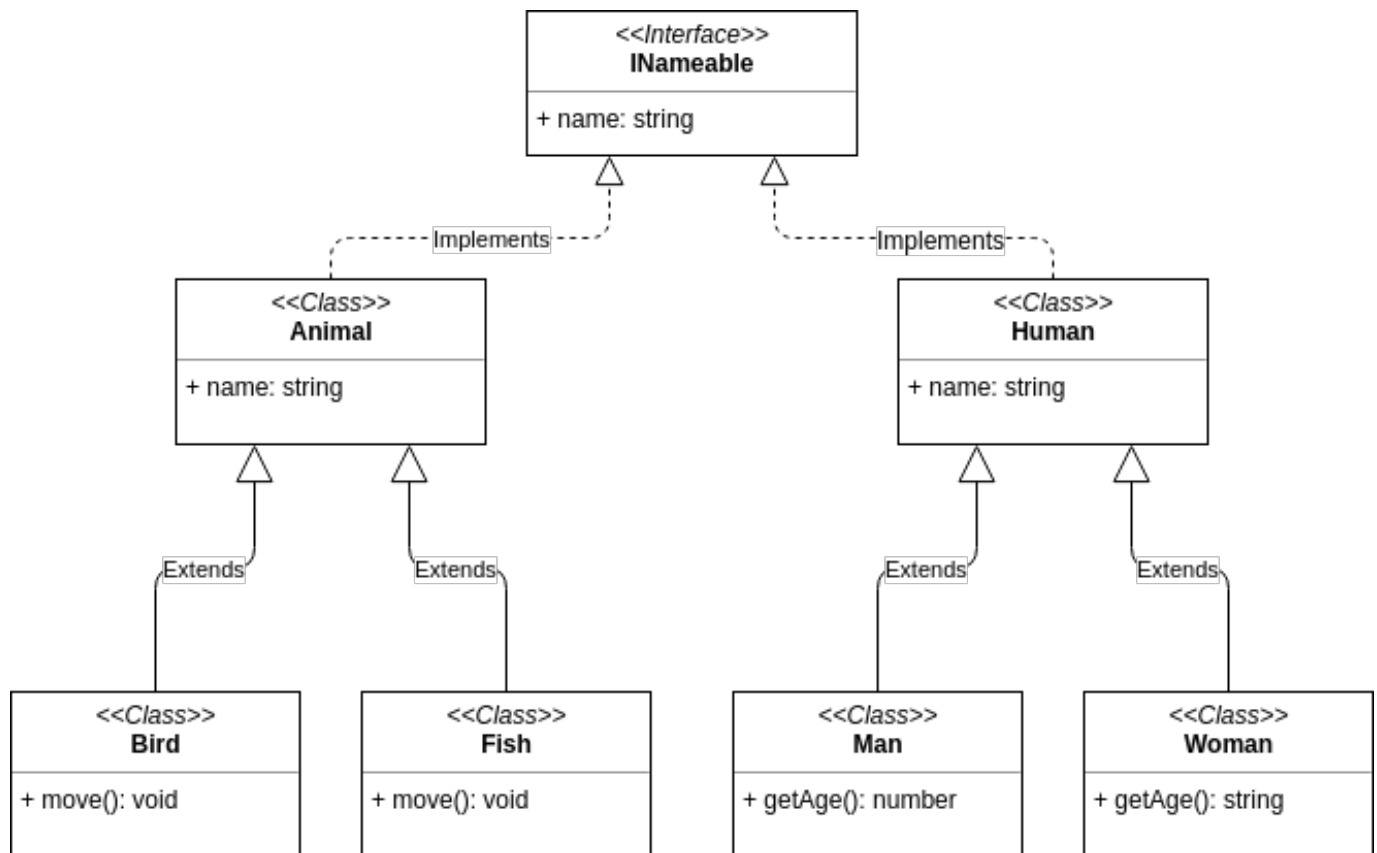 <<Interface>>
INameable
+ name: string
Implements
Implements
<<Class>>
Animal
+ name: string
<<Class>>
Human
+ name: string
Extends
Extends
Extends
Extends
<<Class>>
Bird
+ move(): void
<<Class>>
Fish
+ move(): void
<<Class>>
Man
+ getAge(): number
<<Class>>
Woman
+ getAge(): string